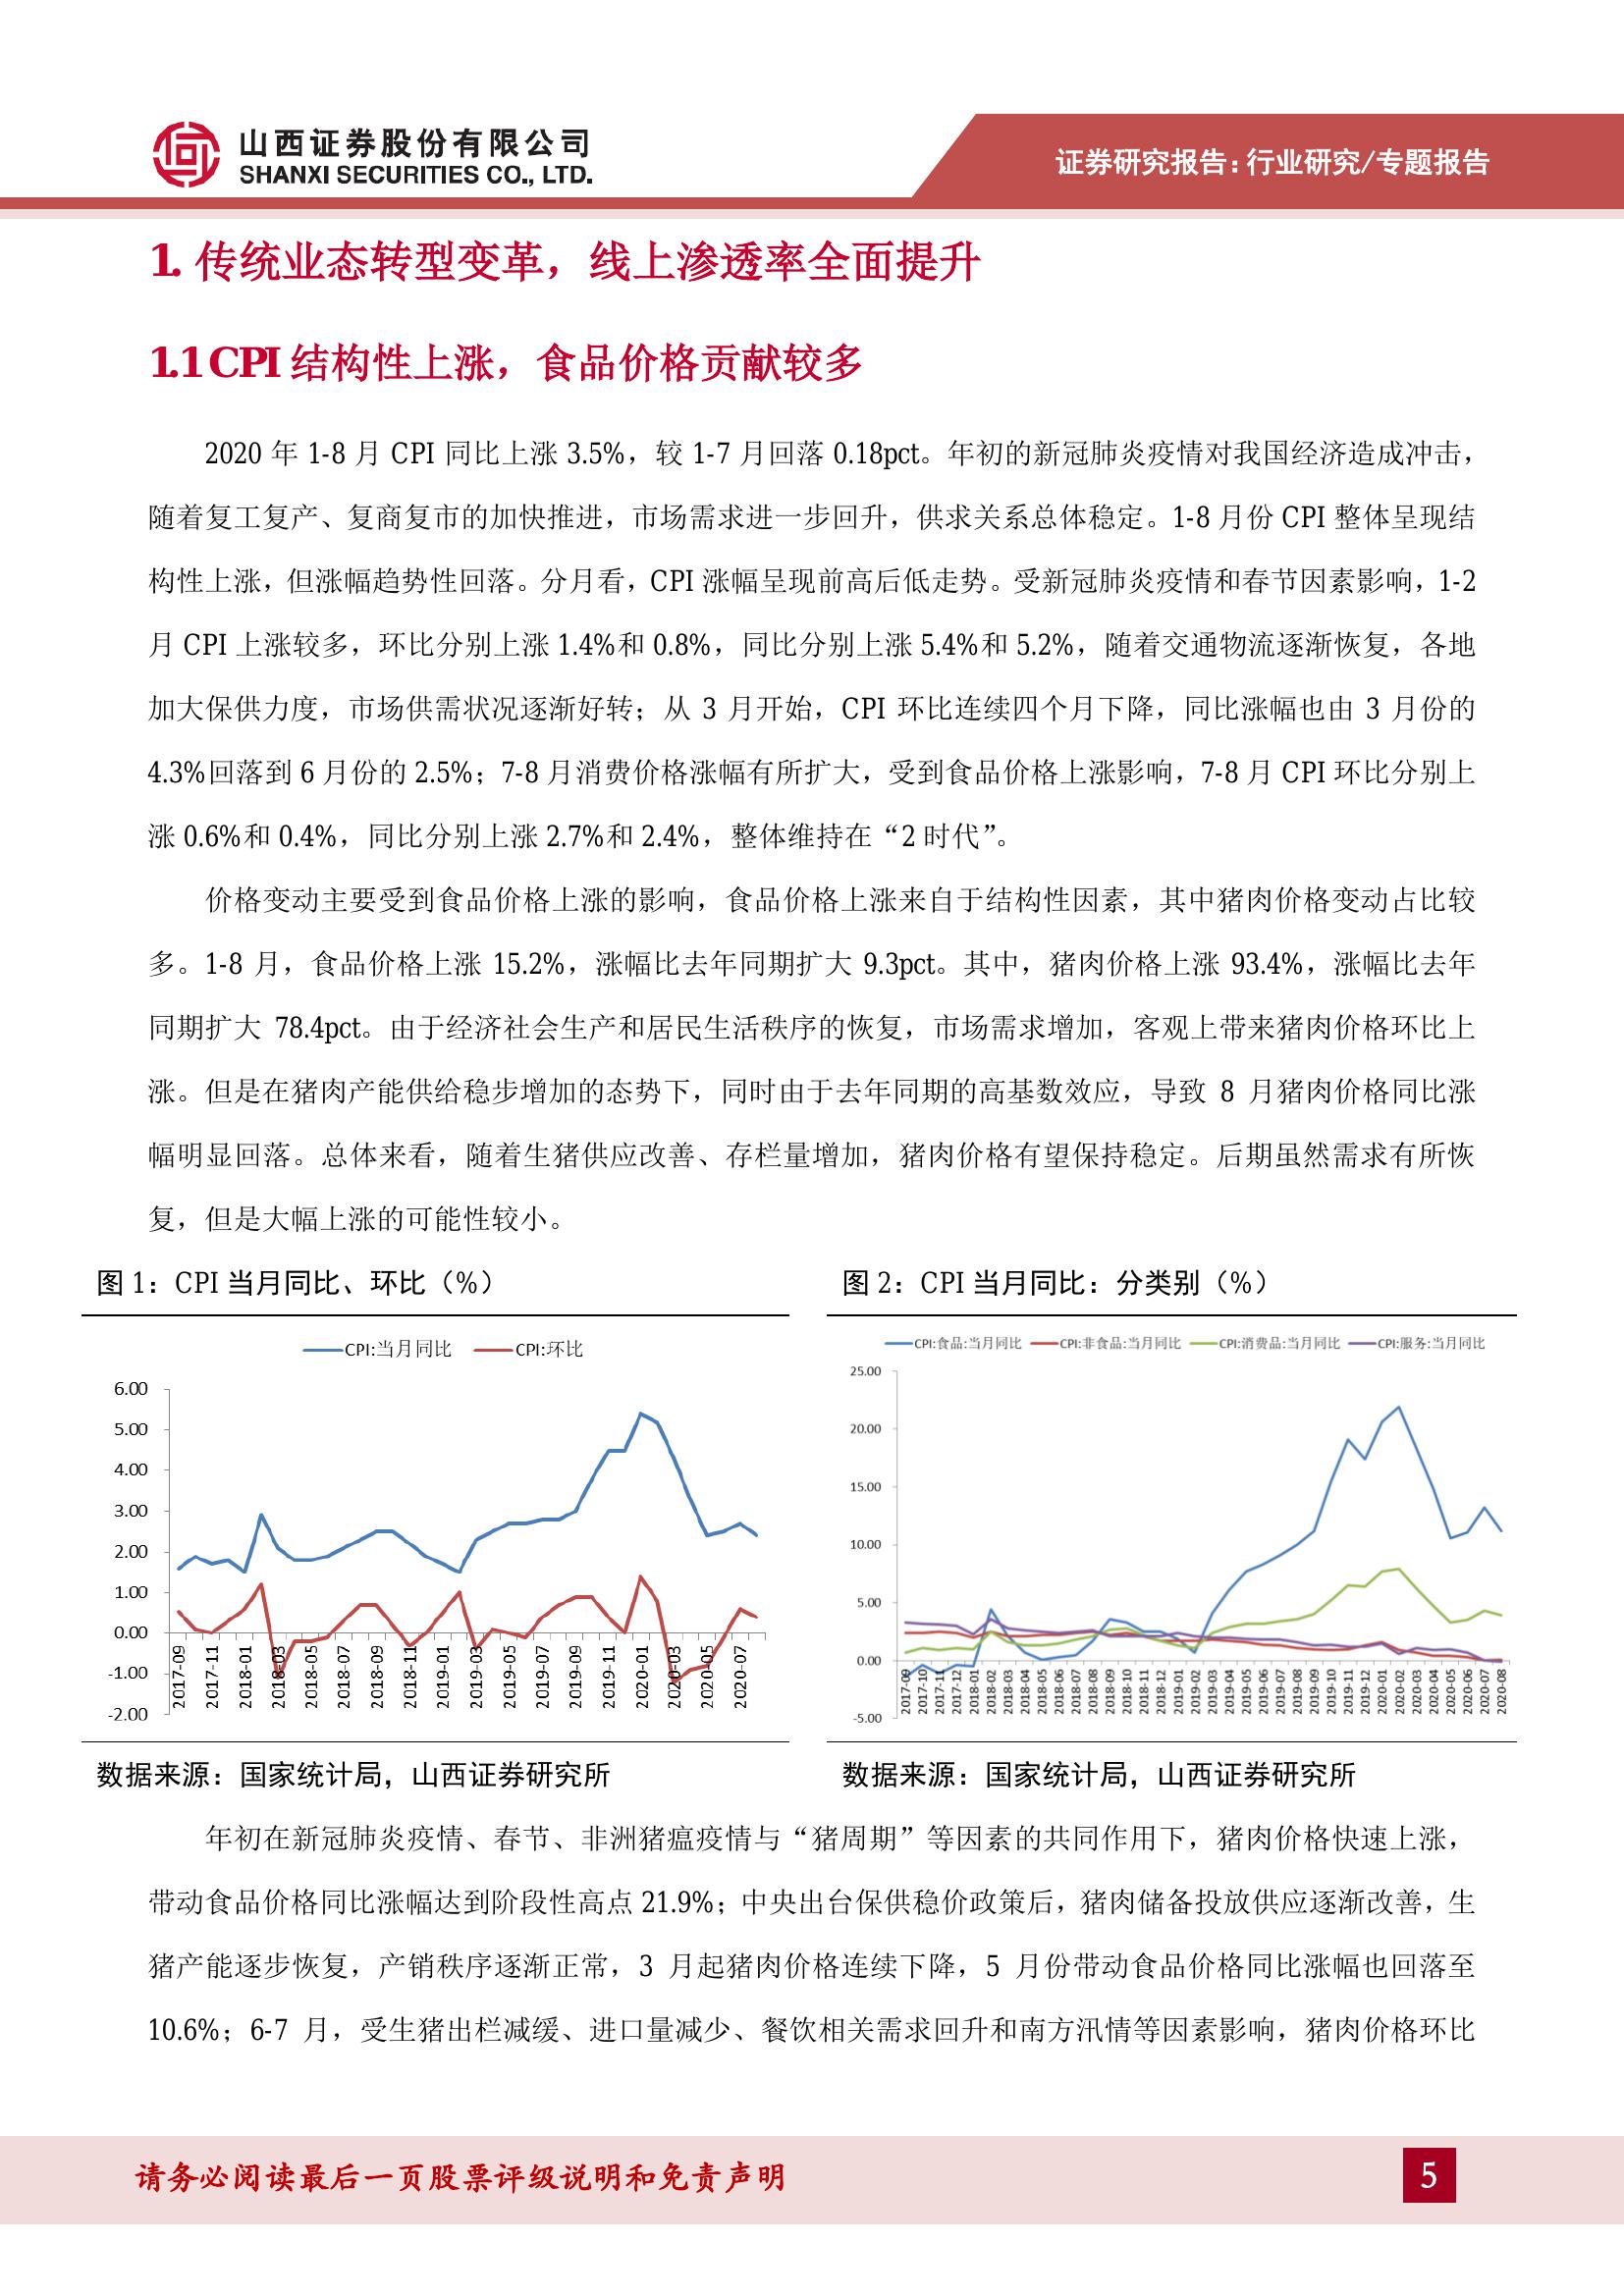 山西证券股份有限公司
SHANXI SECURITIES CO., LTD.
证券研究报告：行业研究/专题报告
1. 传统业态转型变革，线上渗透率全面提升
1.1 CPI 结构性上涨，食品价格贡献较多
2020 年 1-8 月 CPI 同比上涨 3.5%，较 1-7 月回落 0.18pct。年初的新冠肺炎疫情对我国经济造成冲击，
随着复工复产、复商复市的加快推进，市场需求进一步回升，供求关系总体稳定。1-8 月份 CPI 整体呈现结
构性上涨，但涨幅趋势性回落。分月看，CPI 涨幅呈现前高后低走势。受新冠肺炎疫情和春节因素影响，1-2
月 CPI 上涨较多，环比分别上涨 1.4%和 0.8%，同比分别上涨 5.4%和 5.2%，随着交通物流逐渐恢复，各地
加大保供力度，市场供需状况逐渐好转；从 3 月开始，CPI 环比连续四个月下降，同比涨幅也由 3 月份的
4.3%回落到 6 月份的 2.5%；7-8 月消费价格涨幅有所扩大，受到食品价格上涨影响，7-8 月 CPI 环比分别上
涨 0.6%和 0.4%，同比分别上涨 2.7%和 2.4%，整体维持在“2 时代”。
价格变动主要受到食品价格上涨的影响，食品价格上涨来自于结构性因素，其中猪肉价格变动占比较
多。1-8 月，食品价格上涨 15.2%，涨幅比去年同期扩大 9.3pct。其中，猪肉价格上涨 93.4%，涨幅比去年
同期扩大 78.4pct。由于经济社会生产和居民生活秩序的恢复，市场需求增加，客观上带来猪肉价格环比上
涨。但是在猪肉产能供给稳步增加的态势下，同时由于去年同期的高基数效应，导致 8 月猪肉价格同比涨
幅明显回落。总体来看，随着生猪供应改善、存栏量增加，猪肉价格有望保持稳定。后期虽然需求有所恢
复，但是大幅上涨的可能性较小。
图 1：CPI 当月同比、环比（%）
CPI:当月同比 CPI:环比
6.00
5.00
4.00
3.00
2.00
1.00
0.00
-1.00
-2.00
2017-09 2017-11 2018-01 2018-03 2018-05 2018-07 2018-09 2018-11 2019-01 2019-03 2019-05 2019-07 2019-09 2019-11 2020-01 2020-03 2020-05 2020-07
数据来源：国家统计局，山西证券研究所
图 2：CPI 当月同比：分类别（%）
CPI:食品:当月同比 CPI:非食品:当月同比 CPI:消费品:当月同比 CPI:服务:当月同比
25.00
20.00
15.00
10.00
5.00
0.00
-5.00
2017-09 2017-10 2017-11 2017-12 2018-01 2018-02 2018-03 2018-04 2018-05 2018-06 2018-07 2018-08 2018-09 2018-10 2018-11 2018-12 2019-01 2019-02 2019-03 2019-04 2019-05 2019-06 2019-07 2019-08 2019-09 2019-10 2019-11 2019-12 2020-01 2020-02 2020-03 2020-04 2020-05 2020-06 2020-07 2020-08
数据来源：国家统计局，山西证券研究所
年初在新冠肺炎疫情、春节、非洲猪瘟疫情与“猪周期”等因素的共同作用下，猪肉价格快速上涨，
带动食品价格同比涨幅达到阶段性高点 21.9%；中央出台保供稳价政策后，猪肉储备投放供应逐渐改善，生
猪产能逐步恢复，产销秩序逐渐正常，3 月起猪肉价格连续下降，5 月份带动食品价格同比涨幅也回落至
10.6%；6-7 月，受生猪出栏减缓、进口量减少、餐饮相关需求回升和南方汛情等因素影响，猪肉价格环比
请务必阅读最后一页股票评级说明和免责声明
5